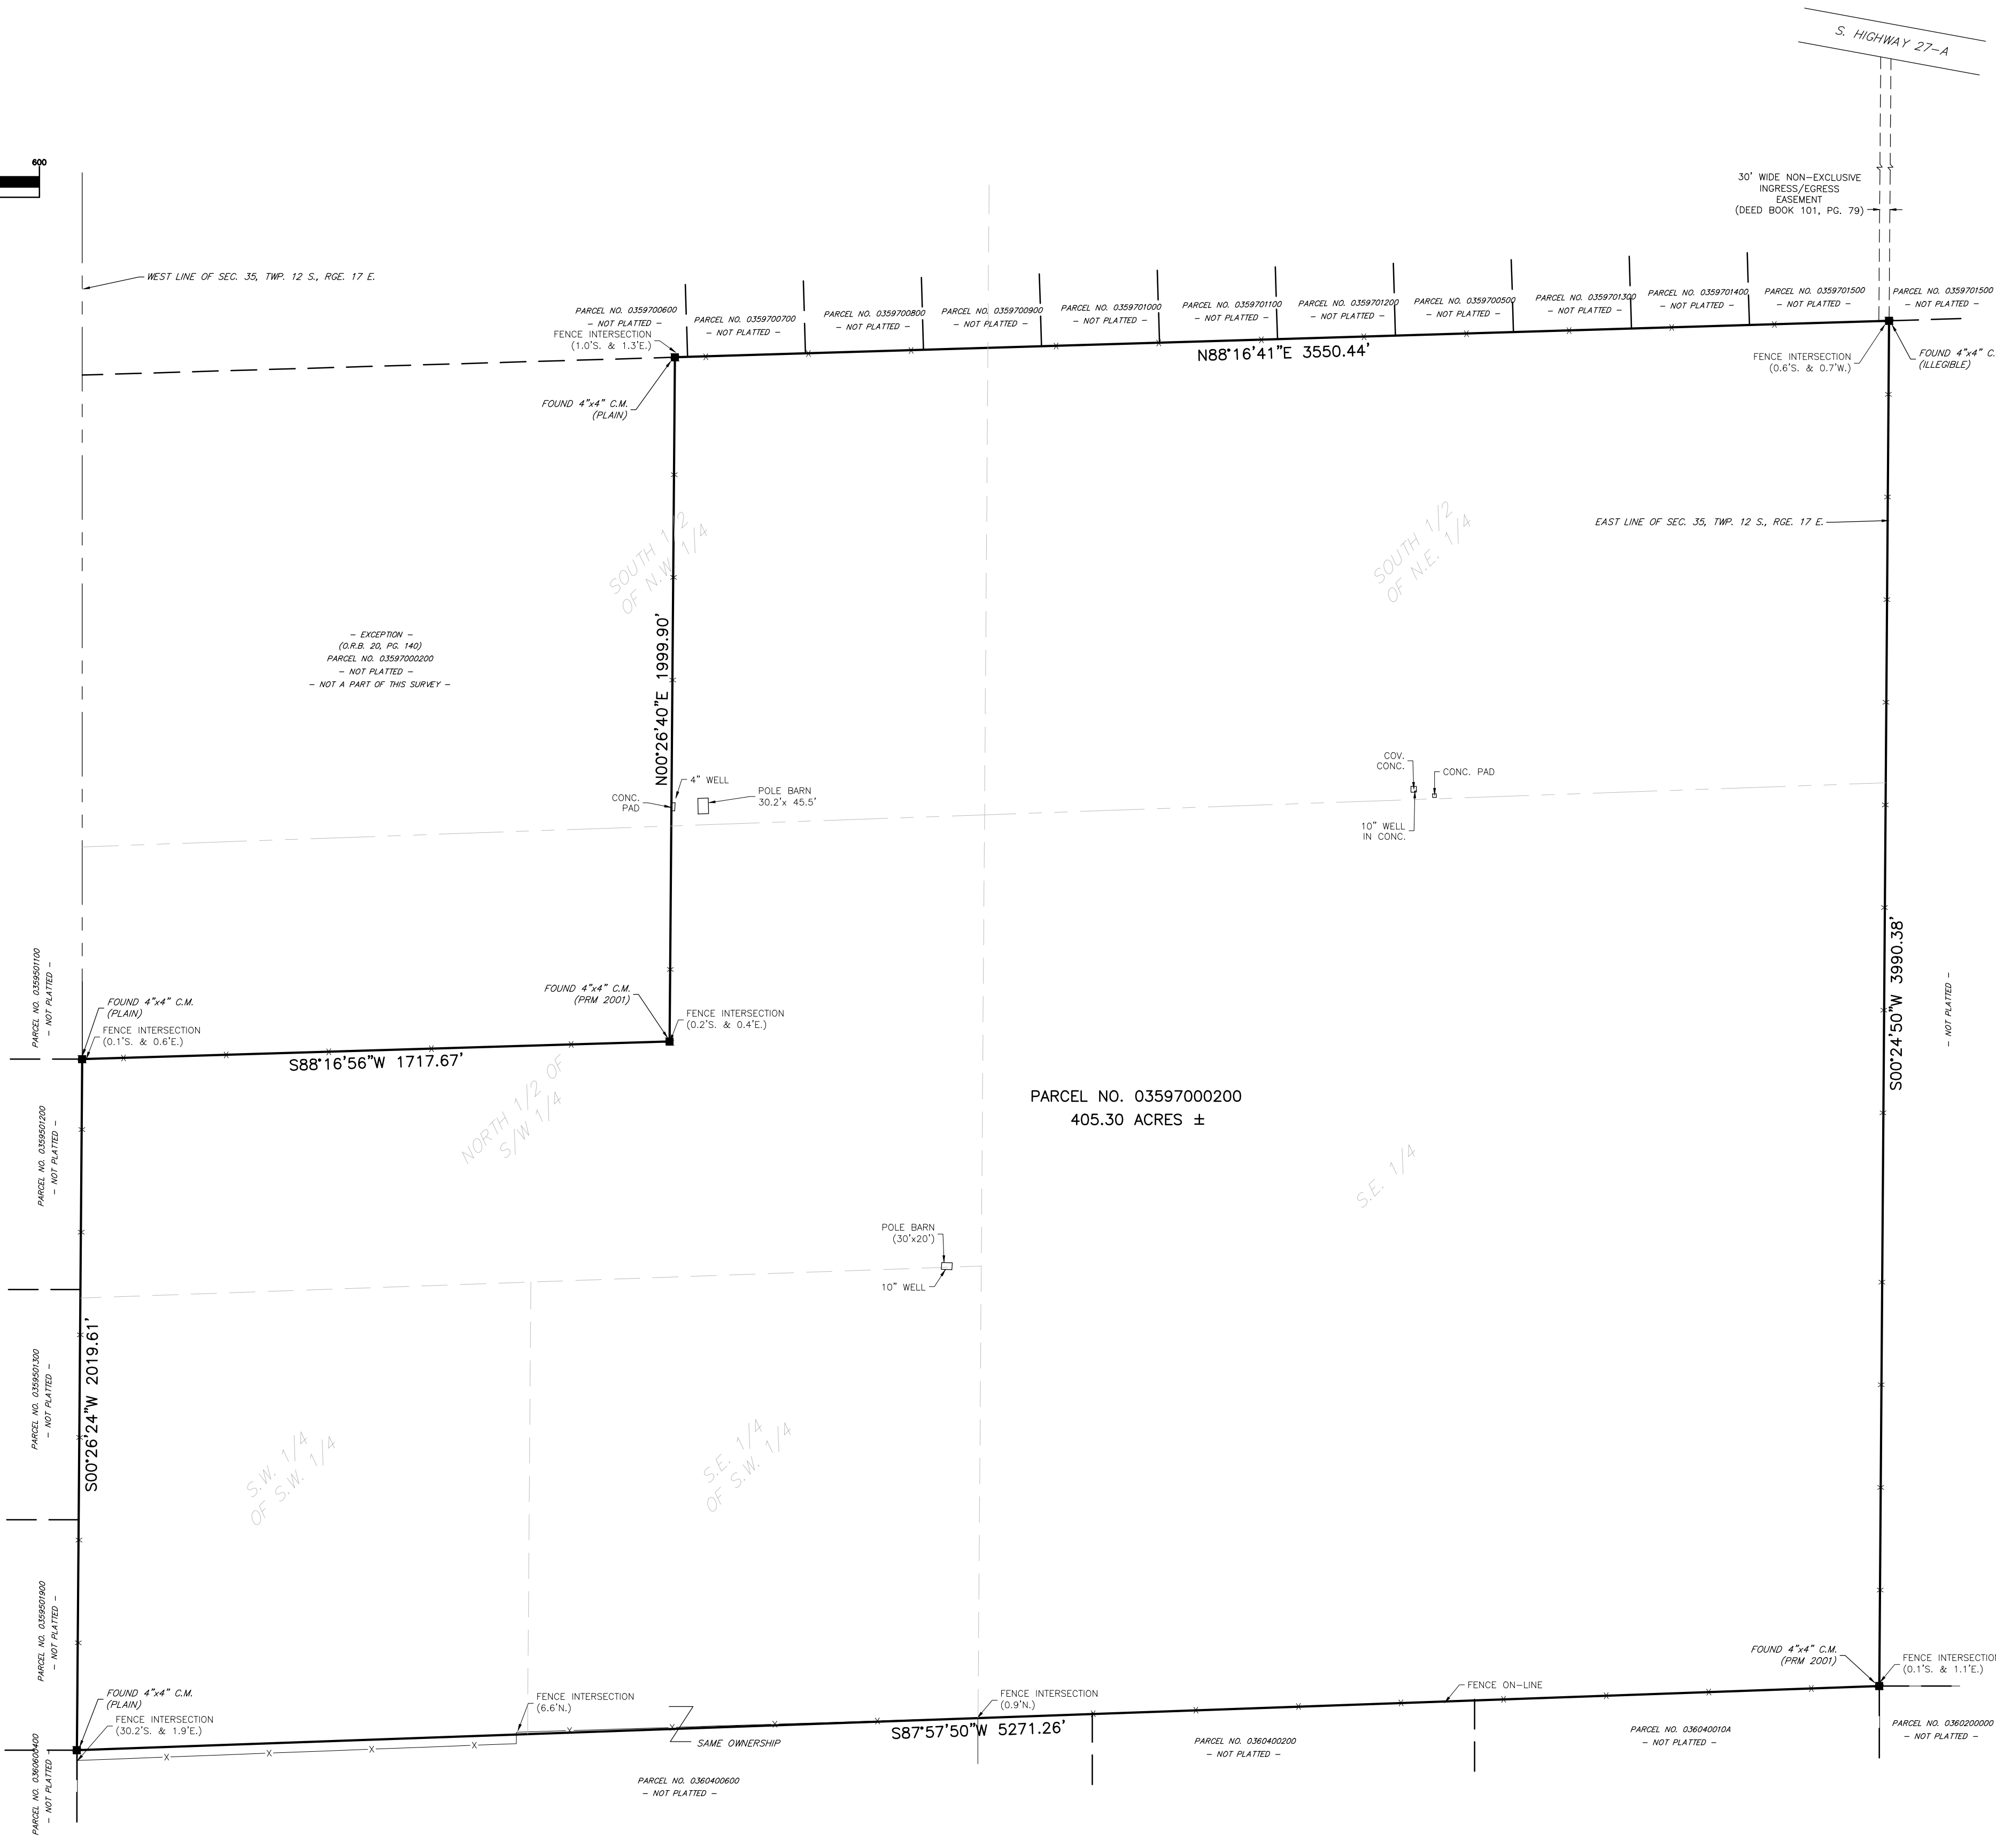 S. HIGHWAY 27-A
600
30' WIDE NON-EXCLUSIVE
INGRESS/EGRESS
EASEMENT
(DEED BOOK 101, PG. 79)
WEST LINE OF SEC. 35, TWP. 12 S., RGE. 17 E.
PARCEL NO. 0359700600
- NOT PLATTED -
FENCE INTERSECTION
(1.0'S. & 1.3'E.)
PARCEL NO. 0359700700
- NOT PLATTED -
PARCEL NO. 0359700800
- NOT PLATTED -
PARCEL NO. 0359700900
- NOT PLATTED -
PARCEL NO. 0359701000
- NOT PLATTED -
PARCEL NO. 0359701100
- NOT PLATTED -
PARCEL NO. 0359701200
- NOT PLATTED -
PARCEL NO. 0359700500
- NOT PLATTED -
PARCEL NO. 0359701300
- NOT PLATTED -
PARCEL NO. 0359701400
- NOT PLATTED -
PARCEL NO. 0359701500
- NOT PLATTED -
PARCEL NO. 0359701500
- NOT PLATTED -
N88°16'41"E 3550.44'
FENCE INTERSECTION
(0.6'S. & 0.7'W.)
FOUND 4"x4" C.
(ILLEGIBLE)
FOUND 4"x4" C.M.
(PLAIN)
SOUTH 1/2
OF N.W. 1/4
SOUTH 1/2
OF N.E. 1/4
EAST LINE OF SEC. 35, TWP. 12 S., RGE. 17 E.
- EXCEPTION -
(O.R.B. 20, PG. 140)
PARCEL NO. 03597000200
- NOT PLATTED -
- NOT A PART OF THIS SURVEY -
N00°26'40"E 1999.90'
4" WELL
CONC.
PAD
POLE BARN
30.2'x 45.5'
COV.
CONC.
CONC. PAD
10" WELL
IN CONC.
S00°24'50"W 3990.38'
- NOT PLATTED -
PARCEL NO. 0359501100
- NOT PLATTED -
FOUND 4"x4" C.M.
(PLAIN)
FENCE INTERSECTION
(0.1'S. & 0.6'E.)
FOUND 4"x4" C.M.
(PRM 2001)
FENCE INTERSECTION
(0.2'S. & 0.4'E.)
S88°16'56"W 1717.67'
NORTH 1/2 OF
S/W 1/4
PARCEL NO. 03597000200
405.30 ACRES ±
PARCEL NO. 0359501200
- NOT PLATTED -
S.E. 1/4
POLE BARN
(30'x20')
10" WELL
S00°26'24"W 2019.61'
PARCEL NO. 0359501300
- NOT PLATTED -
S.W. 1/4
OF S.W. 1/4
S.E. 1/4
OF S.W. 1/4
PARCEL NO. 0359501900
- NOT PLATTED -
FOUND 4"x4" C.M.
(PLAIN)
FENCE INTERSECTION
(30.2'S. & 1.9'E.)
FENCE INTERSECTION
(6.6'N.)
FENCE INTERSECTION
(0.9'N.)
FENCE ON-LINE
FOUND 4"x4" C.M.
(PRM 2001)
FENCE INTERSECTION
(0.1'S. & 1.1'E.)
SAME OWNERSHIP
S87°57'50"W 5271.26'
PARCEL NO. 0360600400
- NOT PLATTED
PARCEL NO. 0360400600
- NOT PLATTED -
PARCEL NO. 0360400200
- NOT PLATTED -
PARCEL NO. 036040010A
- NOT PLATTED -
PARCEL NO. 0360200000
- NOT PLATTED -